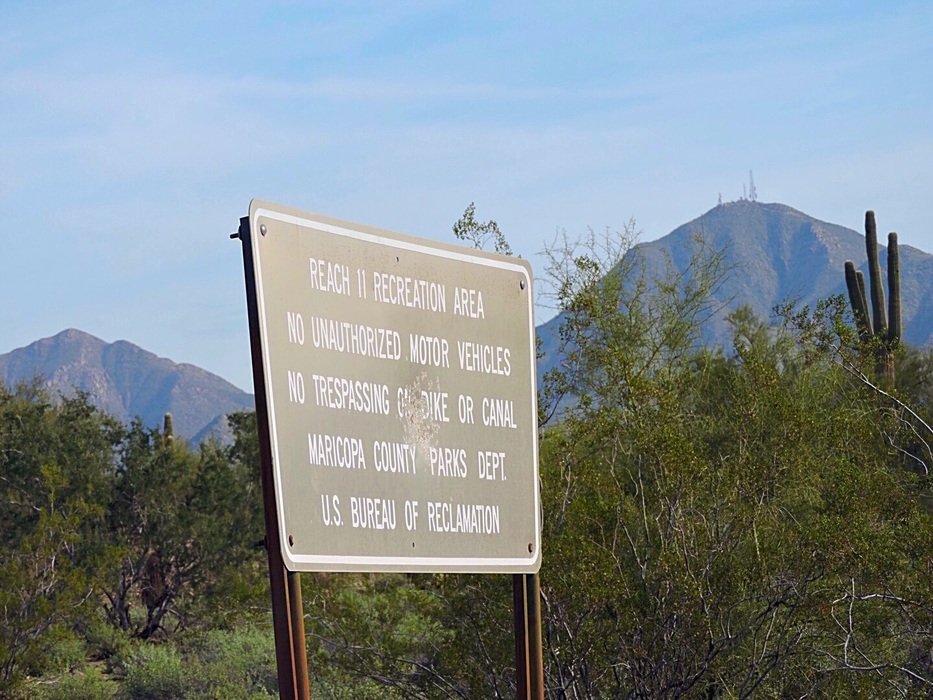 REACH 11 RECREATION AREA
NO UNAUTHORIZED MOTOR VEHICLES
NO TRESPASSING ON DIKE OR CANAL
MARICOPA COUNTY PARKS DEPT.
U.S. BUREAU OF RECLAMATION